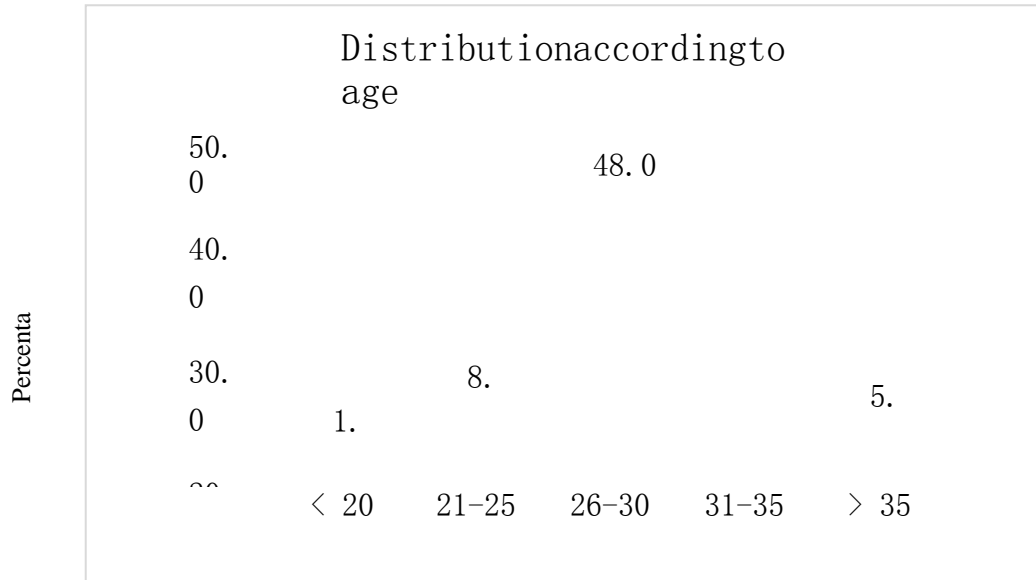 Distributionaccordingto
age
50.
0
48.0
40.
0
Percenta
30.
0
8.
5.
1.
< 20 21-25 26-30 31-35 > 35